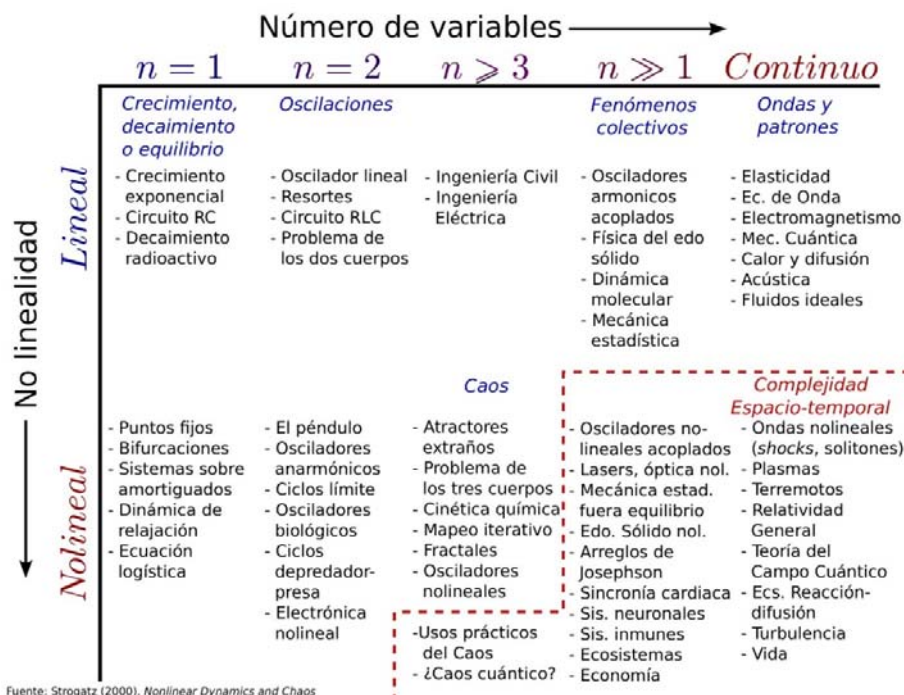 Número de variables
n = 1
n = 2
n ⩾ 3
n ≫ 1
Continuo
No linealidad
Lineal
Crecimiento,
decaimiento
o equilibrio
- Crecimiento
exponencial
- Circuito RC
- Decaimiento
radioactivo
Oscilaciones
- Oscilador lineal
- Resortes
- Circuito RLC
- Problema de
los dos cuerpos
- Ingeniería Civil
- Ingeniería
Eléctrica
Fenómenos
colectivos
- Osciladores
armonicos
acoplados
- Física del edo
sólido
- Dinámica
molecular
- Mecánica
estadística
Ondas y
patrones
- Elasticidad
- Ec. de Onda
- Electromagnetismo
- Mec. Cuántica
- Calor y difusión
- Acústica
- Fluidos ideales
Nolineal
- Puntos fijos
- Bifurcaciones
- Sistemas sobre
amortiguados
- Dinámica de
relajación
- Ecuación
logística
- El péndulo
- Osciladores
anarmónicos
- Ciclos límite
- Osciladores
biológicos
- Ciclos
depredador-
presa
- Electrónica
nolineal
Caos
- Atractores
extraños
- Problema de
los tres cuerpos
- Cinética química
- Mapeo iterativo
- Fractales
- Osciladores
nolineales
-Usos prácticos
del Caos
- ¿Caos cuántico?
- Osciladores no-
lineales acoplados
- Lasers, óptica nol.
- Mecánica estad.
fuera equilibrio
- Edo. Sólido nol.
- Arreglos de
Josephson
- Sincronía cardiaca
- Sis. neuronales
- Sis. inmunes
- Ecosistemas
- Economía
Complejidad
Espacio-temporal
- Ondas nolineales
(shocks, solitones)
- Plasmas
- Terremotos
- Relatividad
General
- Teoría del
Campo Cuántico
- Ecs. Reacción-
difusión
- Turbulencia
- Vida
Fuente: Strogatz (2000). Nonlinear Dynamics and Chaos